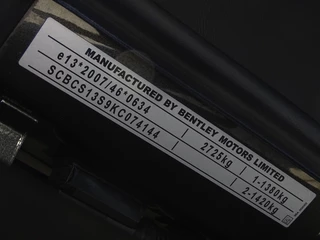 MANUFACTURED BY BENTLEY MOTORS LIMITED
e13*2007/46*0634
SCBCS13S9KC074144
2725kg
1-1380kg
2-1420kg